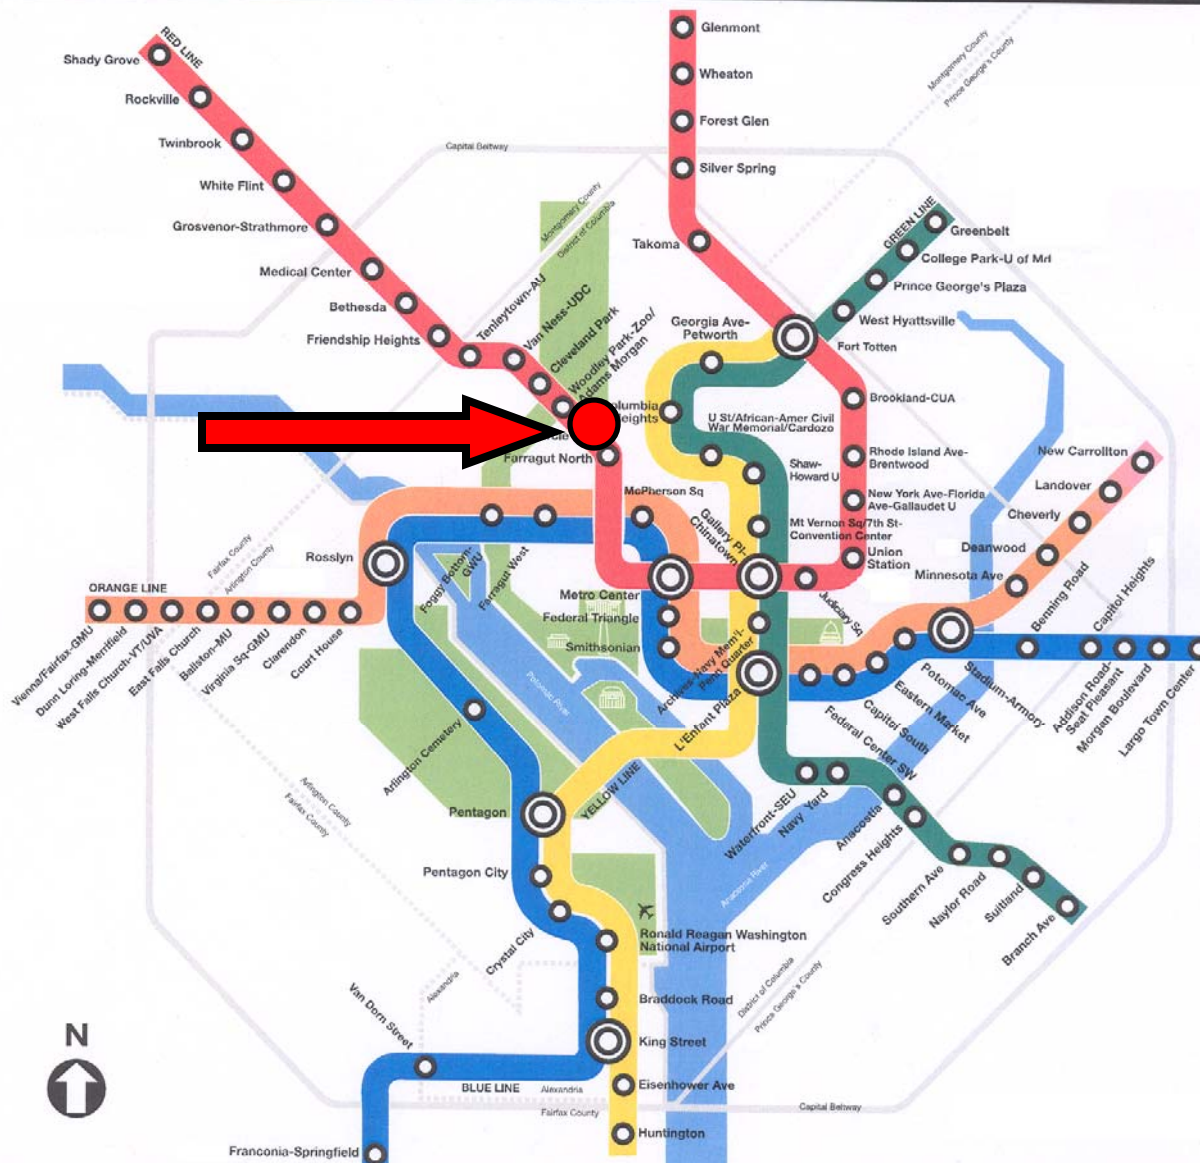 RED LINE
Shady Grove
Rockville
Twinbrook
White Flint
Grosvenor-Strathmore
Medical Center
Bethesda
Friendship Heights
Tenleytown-AU
Van Ness-UDC
Cleveland Park
Woodley Park-Zoo/
Adams Morgan
Farragut North
Glenmont
Wheaton
Forest Glen
Silver Spring
Takoma
Montgomery County
Prince George's County
Capital Beltway
Montgomery County
District of Columbia
GREEN LINE
Greenbelt
College Park-U of Md
Prince George's Plaza
West Hyattsville
Fort Totten
Georgia Ave-
Petworth
Brookland-CUA
U St/African-Amer Civil
War Memorial/Cardozo
Rhode Island Ave-
Brentwood
Shaw-
Howard U
New York Ave-Florida
Ave-Gallaudet U
Mt Vernon Sq/7th St-
Convention Center
Union
Station
McPherson Sq
Gallery Pl-
Chinatown
Judiciary Sq
New Carrollton
Landover
Cheverly
Deanwood
Minnesota Ave
Benning Road
Capitol Heights
Rosslyn
Foggy Bottom-
GWU
Farragut West
Metro Center
Federal Triangle
Smithsonian
Archives-Navy Mem'l-
Penn Quarter
L'Enfant Plaza
Fairfax County
Arlington County
ORANGE LINE
Vienna/Fairfax-GMU
Dunn Loring-Merrifield
West Falls Church-VT/UVA
East Falls Church
Ballston-MU
Virginia Sq-GMU
Clarendon
Court House
Potomac River
Federal Center SW
Capitol South
Eastern Market
Potomac Ave
Stadium-Armory
Addison Road-
Seat Pleasant
Morgan Boulevard
Largo Town Center
Arlington Cemetery
Arlington County
Fairfax County
YELLOW LINE
Pentagon
Pentagon City
Crystal City
Waterfront-SEU
Navy Yard
Anacostia
Congress Heights
Southern Ave
Naylor Road
Suitland
Branch Ave
Anacostia River
Ronald Reagan Washington
National Airport
Braddock Road
King Street
Eisenhower Ave
Huntington
Alexandria
Van Dorn Street
BLUE LINE
Alexandria
Fairfax County
Capital Beltway
District of Columbia
Prince George's County
Franconia-Springfield
N